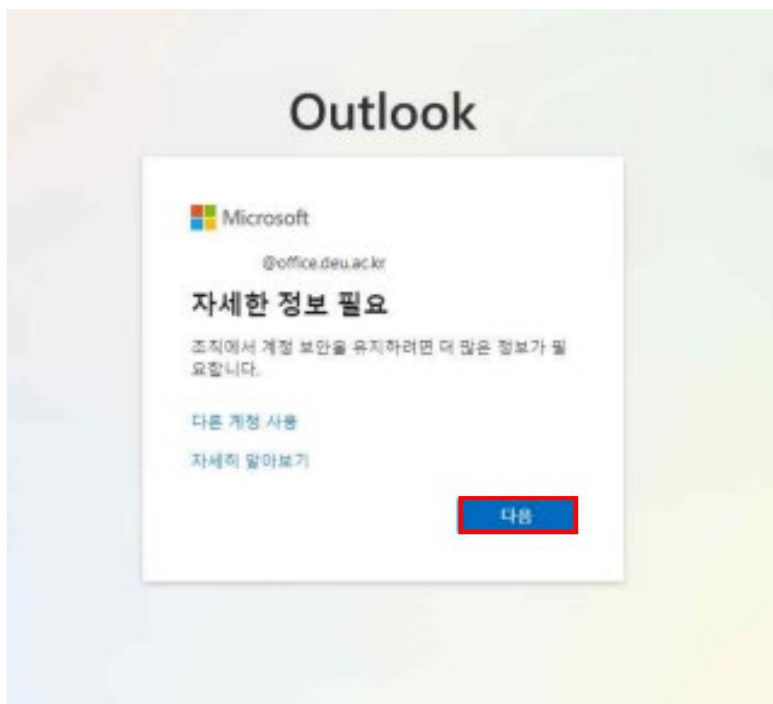 Outlook
Microsoft
@office.deu.ac.kr
자세한 정보 필요
조직에서 계정 보안을 유지하려면 더 많은 정보가 필
요합니다.
다른 계정 사용
자세히 알아보기
다음